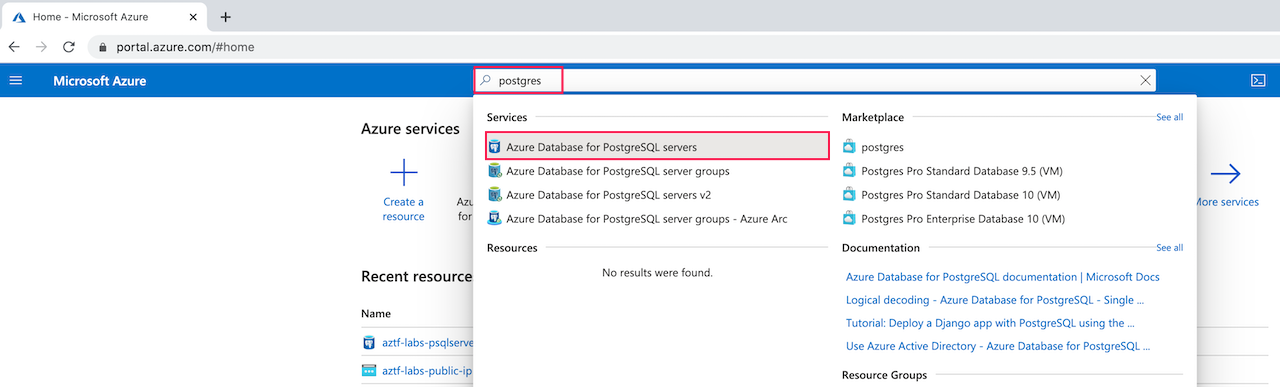 Home - Microsoft Azure
portal.azure.com/#home
Microsoft Azure
postgres
Azure services
Create a
resource
Azu
for
More services
Recent resource
Name
aztf-labs-psqlserve
aztf-labs-public-ip
Services
Azure Database for PostgreSQL servers
Azure Database for PostgreSQL server groups
Azure Database for PostgreSQL servers v2
Azure Database for PostgreSQL server groups - Azure Arc
Resources
No results were found.
Marketplace
See all
postgres
Postgres Pro Standard Database 9.5 (VM)
Postgres Pro Standard Database 10 (VM)
Postgres Pro Enterprise Database 10 (VM)
Documentation
See all
Azure Database for PostgreSQL documentation | Microsoft Docs
Logical decoding - Azure Database for PostgreSQL - Single ...
Tutorial: Deploy a Django app with PostgreSQL using the ...
Use Azure Active Directory - Azure Database for PostgreSQL ...
Resource Groups